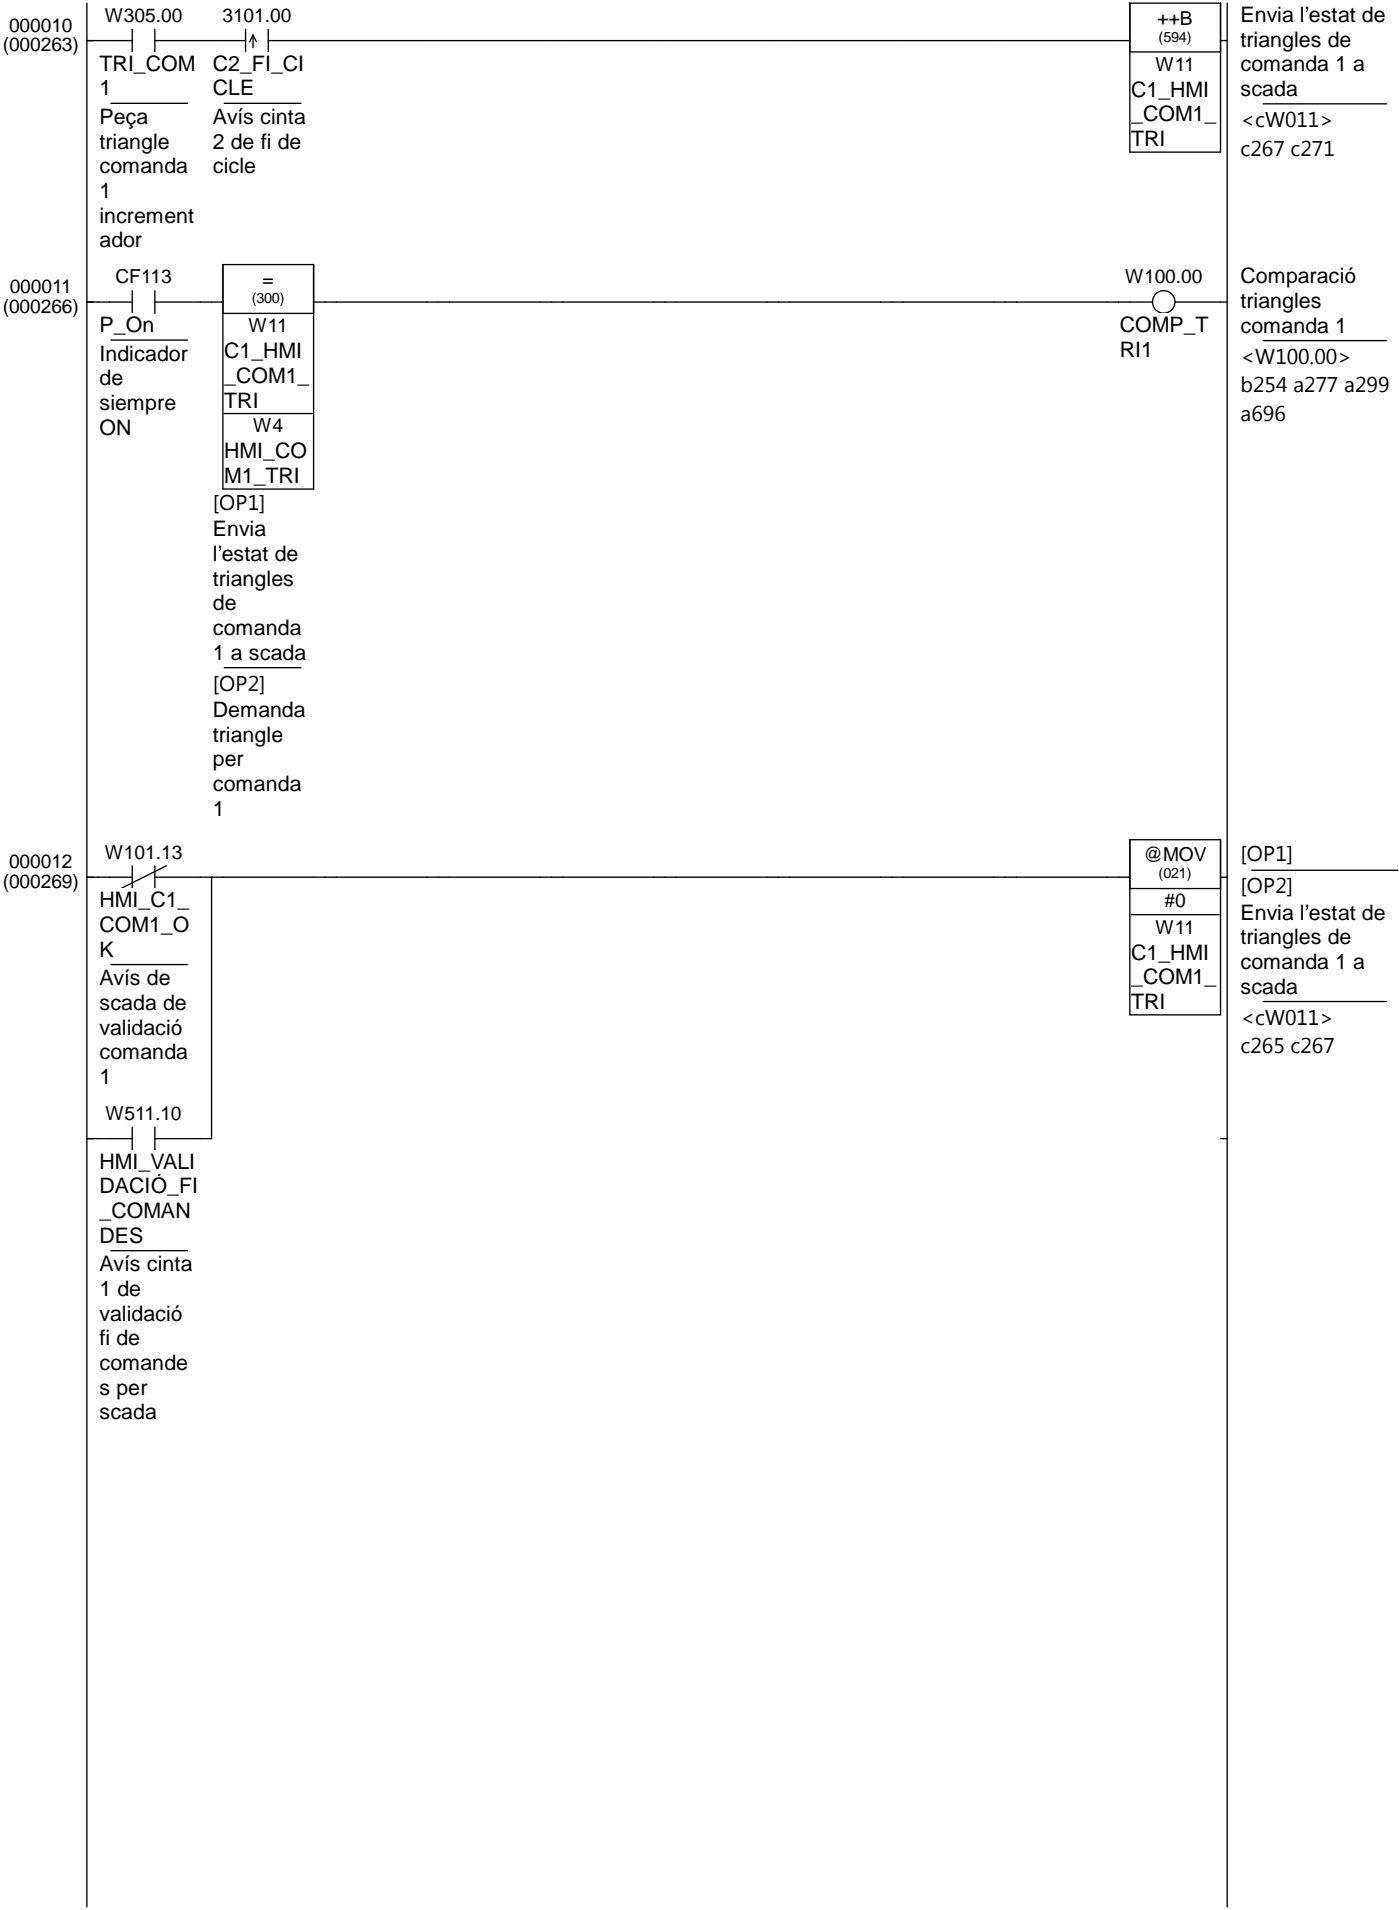 000010
(000263)
W305.00
TRI_COM
1
Peça
triangle
comanda
1
increment
ador
3101.00
C2_FI_CI
CLE
Avís cinta
2 de fi de
cicle
++B
(594)
W11
C1_HMI
_COM1_
TRI
Envia l'estat de
triangles de
comanda 1 a
scada
<cW011>
c267 c271
000011
(000266)
CF113
P_On
Indicador
de
siempre
ON
=
(300)
W11
C1_HMI
_COM1_
TRI
W4
HMI_CO
M1_TRI
[OP1]
Envia
l'estat de
triangles
de
comanda
1 a scada
[OP2]
Demanda
triangle
per
comanda
1
W100.00
COMP_T
RI1
Comparació
triangles
comanda 1
<W100.00>
b254 a277 a299
a696
000012
(000269)
W101.13
HMI_C1_
COM1_O
K
Avís de
scada de
validació
comanda
1
W511.10
HMI_VALI
DACIÓ_FI
_COMAN
DES
Avís cinta
1 de
validació
fi de
comande
s per
scada
@MOV
(021)
#0
W11
C1_HMI
_COM1_
TRI
[OP1]
[OP2]
Envia l'estat de
triangles de
comanda 1 a
scada
<cW011>
c265 c267